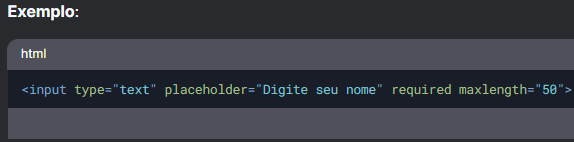 Exemplo:
html
<input type="text" placeholder="Digite seu nome" required maxlength="50">